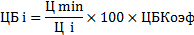 ЦБ i = Ц min / Ц i × 100 × ЦБКоэф